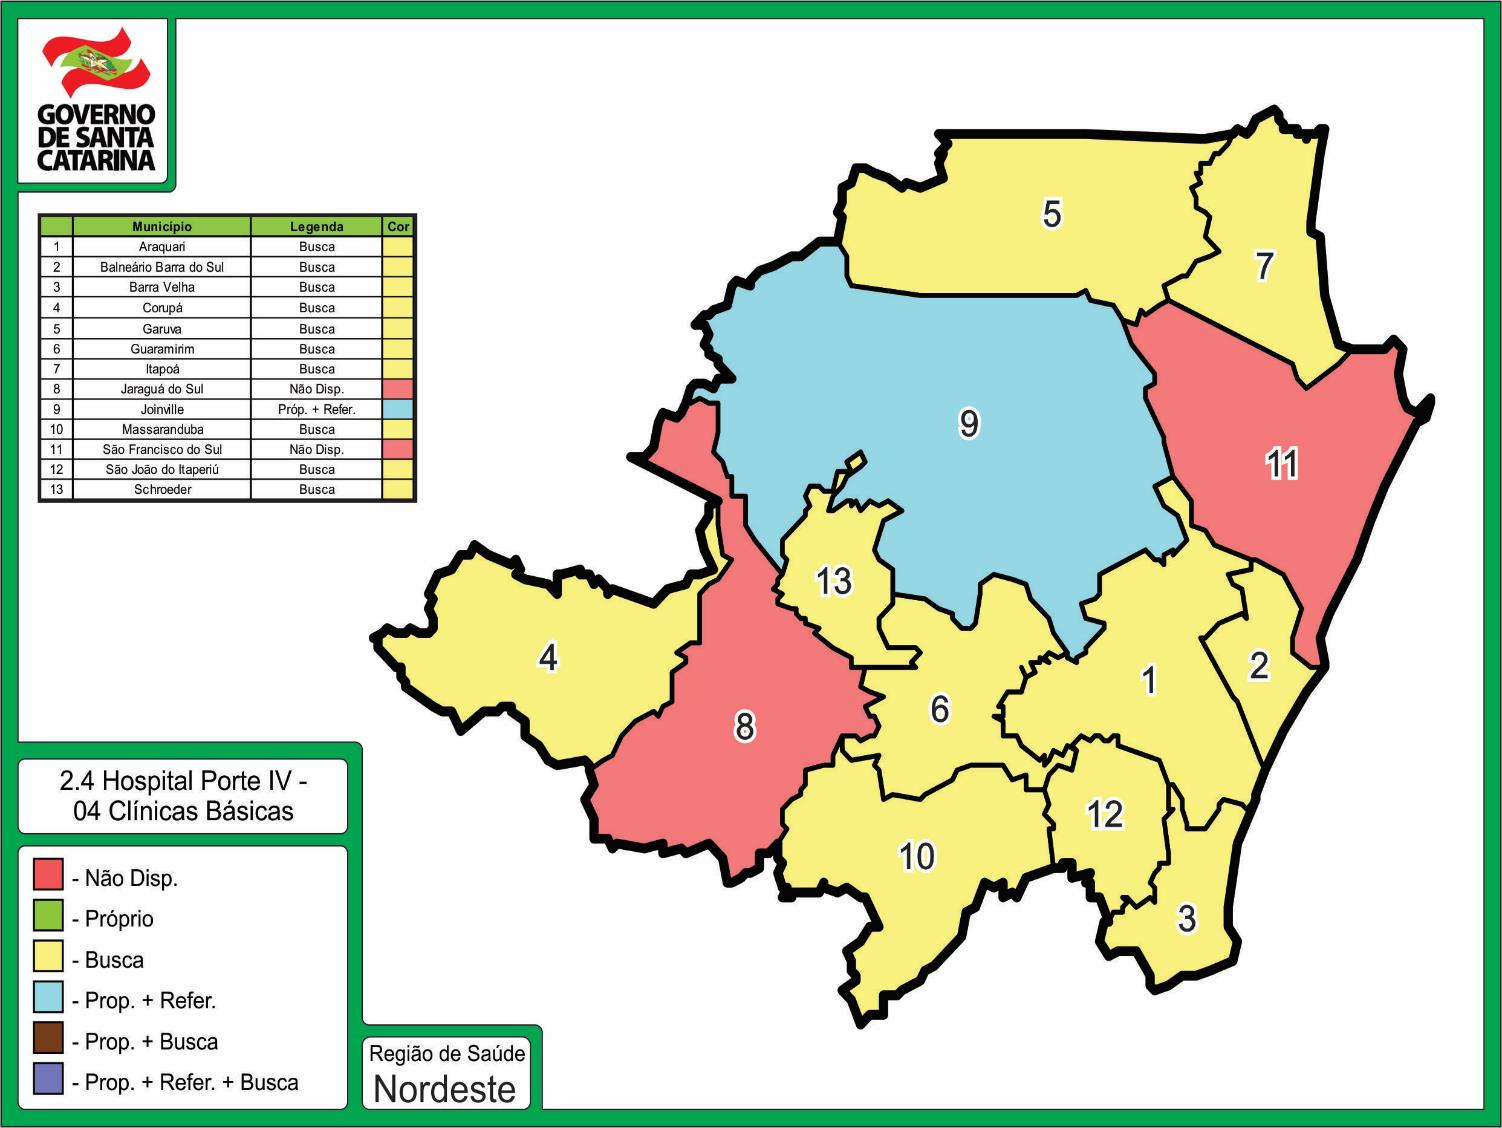 GOVERNO
DE SANTA
CATARINA
Município Legenda Cor
1 Araquari Busca
2 Balneário Barra do Sul Busca
3 Barra Velha Busca
4 Corupá Busca
5 Garuva Busca
6 Guaramirim Busca
7 Itapoá Busca
8 Jaraguá do Sul Não Disp.
9 Joinville Próp. + Refer.
10 Massaranduba Busca
11 São Francisco do Sul Não Disp.
12 São João do Itaperiú Busca
13 Schroeder Busca
5
7
9
11
13
4
2
1
6
8
12
10
3
2.4 Hospital Porte IV -
04 Clínicas Básicas
- Não Disp.
- Próprio
- Busca
- Prop. + Refer.
- Prop. + Busca
- Prop. + Refer. + Busca
Região de Saúde
Nordeste